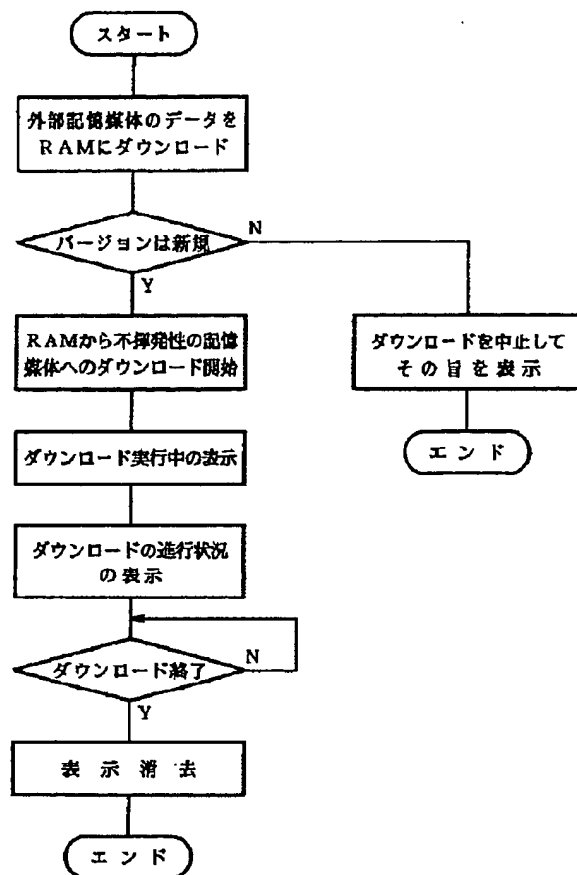 スタート
外部記憶媒体のデータを
RAMにダウンロード
バージョンは新規
N
Y
RAMから不揮発性の記憶
媒体へのダウンロード開始
ダウンロードを中止して
その旨を表示
エンド
ダウンロード実行中の表示
ダウンロードの進行状況
の表示
ダウンロード終了
N
Y
表示消去
エンド